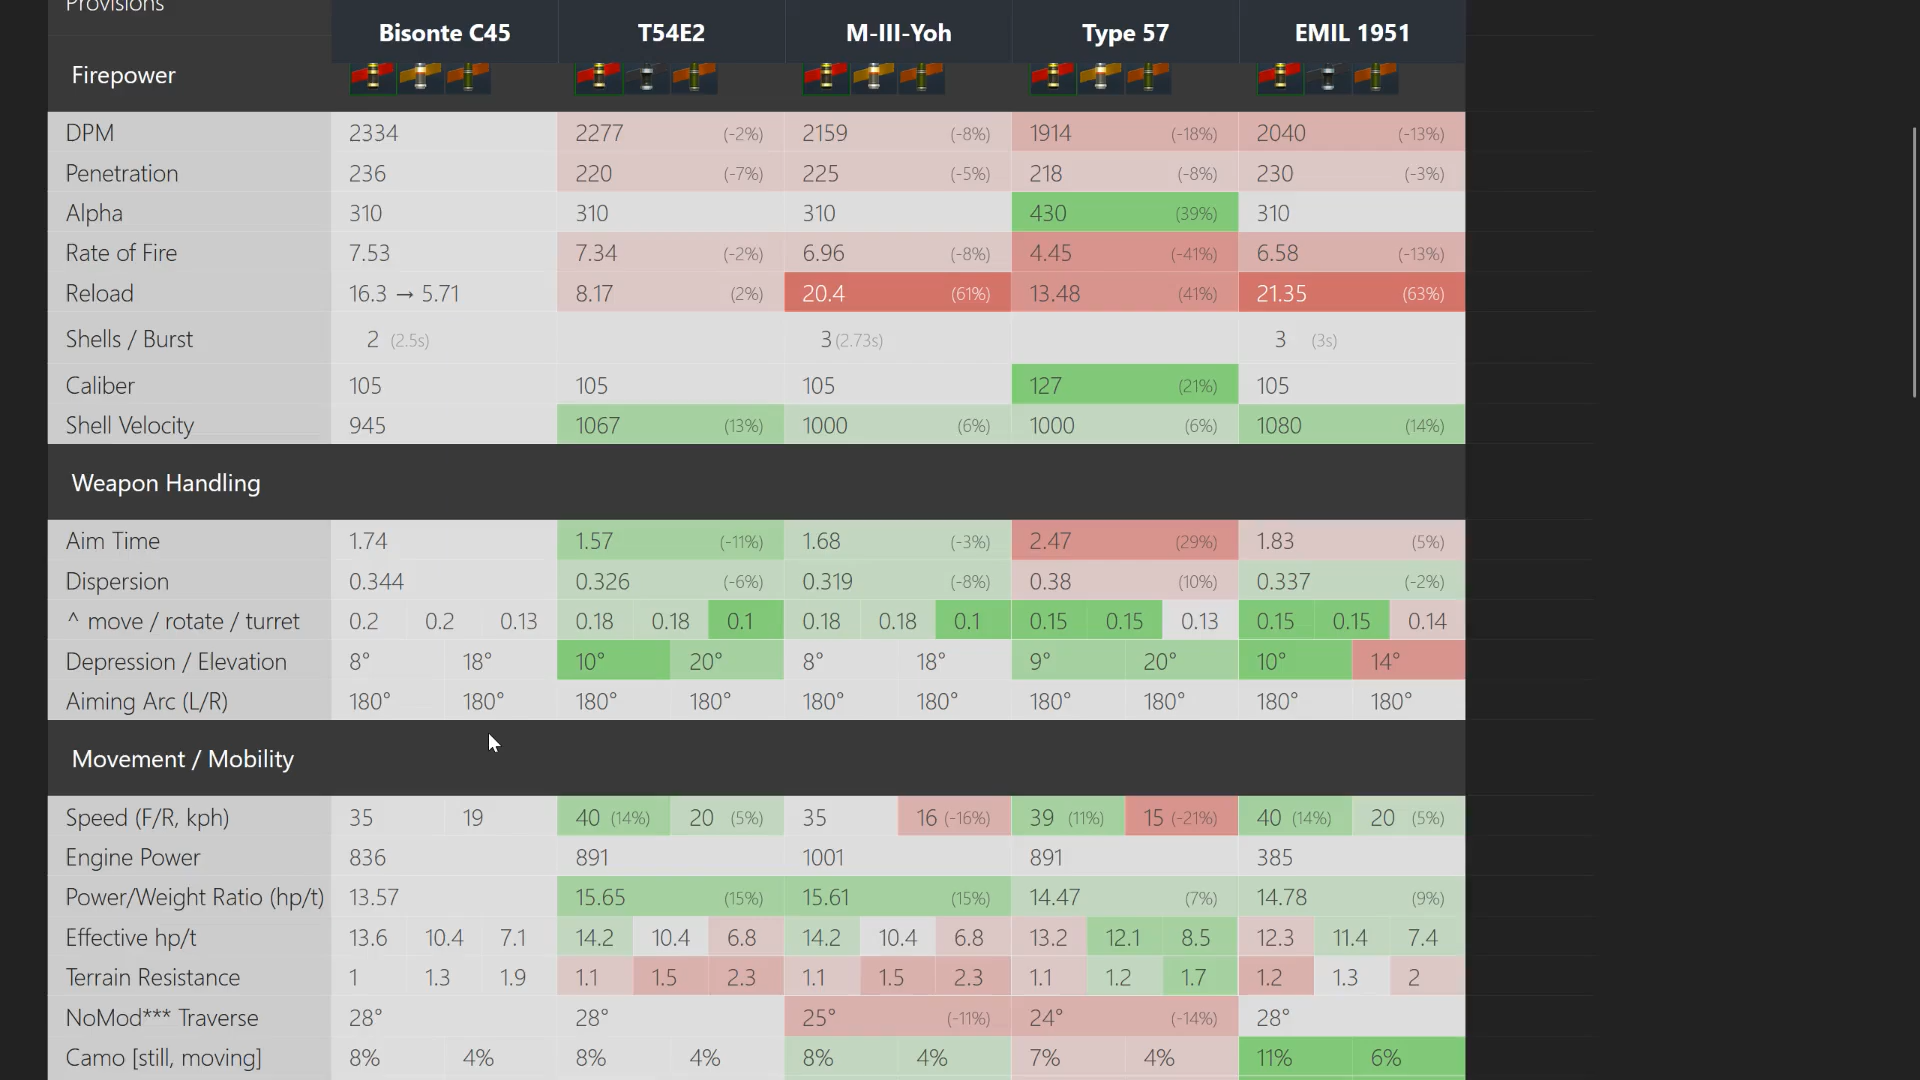 Provisions
Bisonte C45 T54E2 M-III-Yoh Type 57 EMIL 1951
Firepower
DPM 2334 2277 (-2%) 2159 (-8%) 1914 (-18%) 2040 (-13%)
Penetration 236 220 (-7%) 225 (-5%) 218 (-8%) 230 (-3%)
Alpha 310 310 310 430 (39%) 310
Rate of Fire 7.53 7.34 (-2%) 6.96 (-8%) 4.45 (-41%) 6.58 (-13%)
Reload 16.3 → 5.71 8.17 (2%) 20.4 (61%) 13.48 (41%) 21.35 (63%)
Shells / Burst 2 (2.5s) 3 (2.73s) 3 (3s)
Caliber 105 105 105 127 (21%) 105
Shell Velocity 945 1067 (13%) 1000 (6%) 1000 (6%) 1080 (14%)
Weapon Handling
Aim Time 1.74 1.57 (-11%) 1.68 (-3%) 2.47 (29%) 1.83 (5%)
Dispersion 0.344 0.326 (-6%) 0.319 (-8%) 0.38 (10%) 0.337 (-2%)
^ move / rotate / turret 0.2 0.2 0.13 0.18 0.18 0.1 0.18 0.18 0.1 0.15 0.15 0.13 0.15 0.15 0.14
Depression / Elevation 8° 18° 10° 20° 8° 18° 9° 20° 10° 14°
Aiming Arc (L/R) 180° 180° 180° 180° 180° 180° 180° 180° 180° 180°
Movement / Mobility
Speed (F/R, kph) 35 19 40 (14%) 20 (5%) 35 16 (-16%) 39 (11%) 15 (-21%) 40 (14%) 20 (5%)
Engine Power 836 891 1001 891 385
Power/Weight Ratio (hp/t) 13.57 15.65 (15%) 15.61 (15%) 14.47 (7%) 14.78 (9%)
Effective hp/t 13.6 10.4 7.1 14.2 10.4 6.8 14.2 10.4 6.8 13.2 12.1 8.5 12.3 11.4 7.4
Terrain Resistance 1 1.3 1.9 1.1 1.5 2.3 1.1 1.5 2.3 1.1 1.2 1.7 1.2 1.3 2
NoMod*** Traverse 28° 28° 25° (-11%) 24° (-14%) 28°
Camo [still, moving] 8% 4% 8% 4% 8% 4% 7% 4% 11% 6%